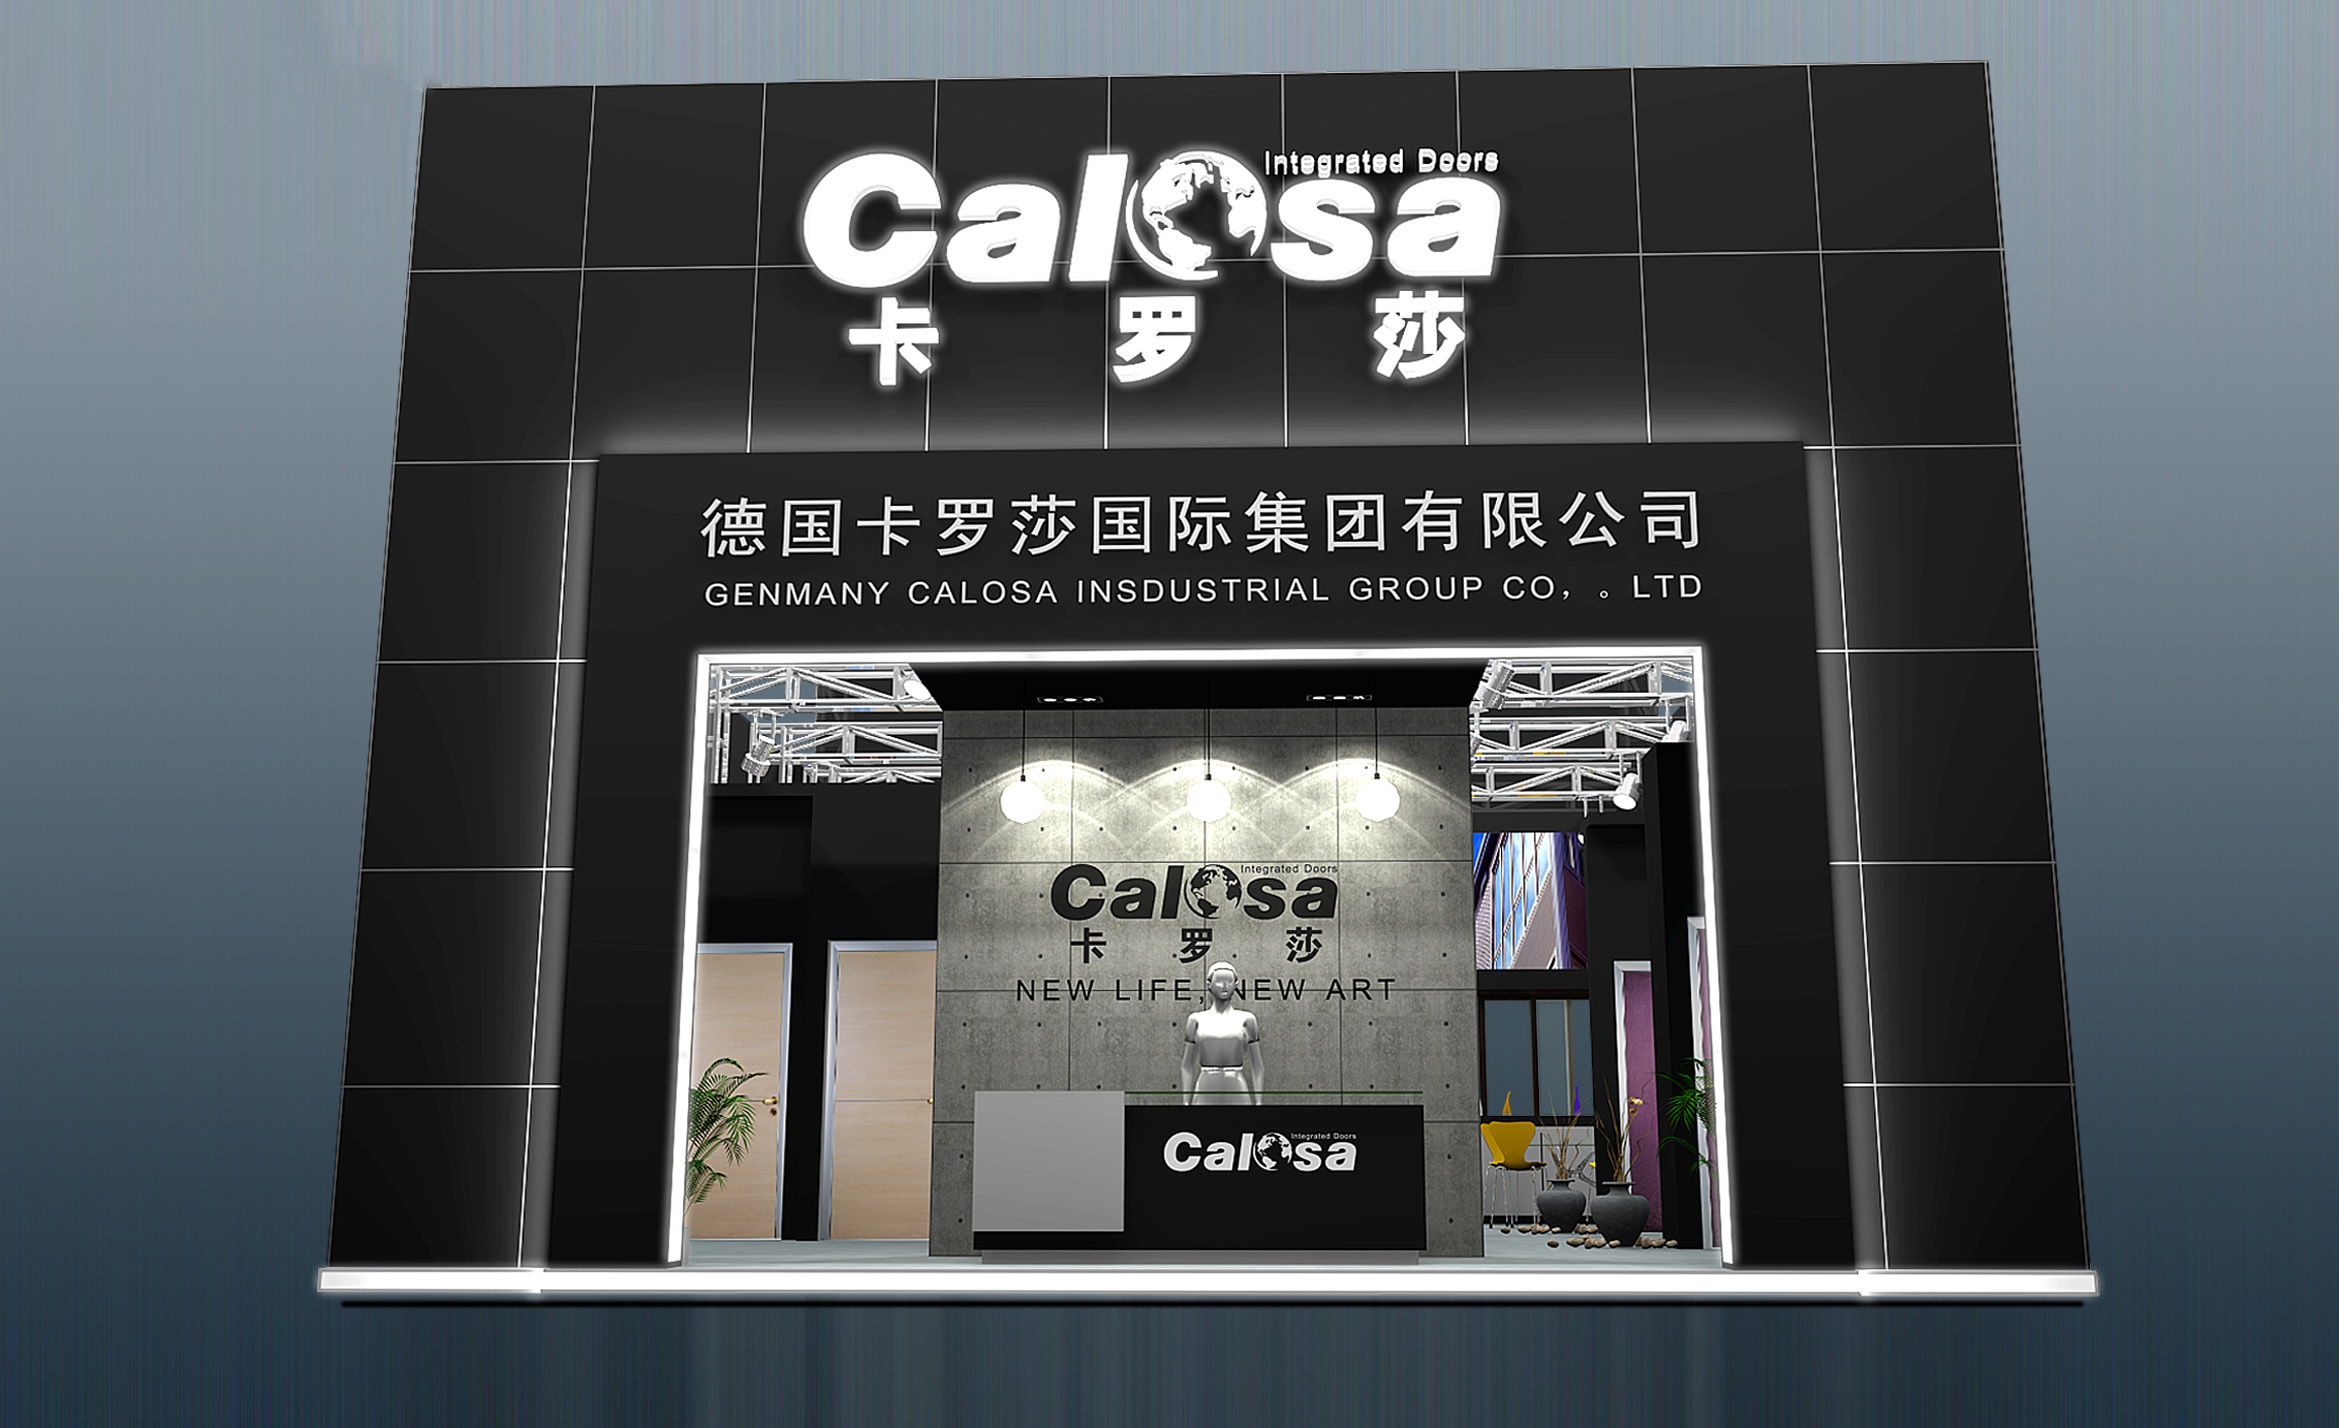 Integrated Doors
Calosa
卡 罗 莎
德国卡罗莎国际集团有限公司
GENMANY CALOSA INSDUSTRIAL GROUP CO，。LTD
Integrated Doors
Calosa
卡 罗 莎
NEW LIFE, NEW ART
Integrated Doors
Calosa